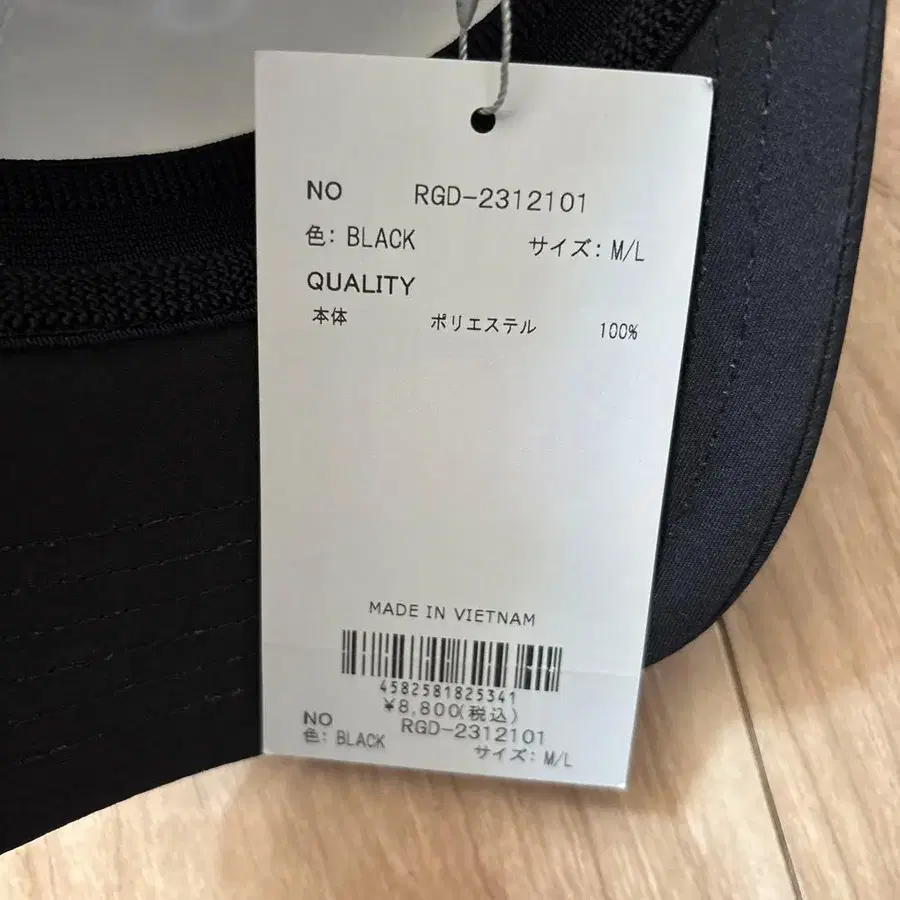 NO RGD-2312101
色: BLACK サイズ: M/L
QUALITY
本体 ポリエステル 100%
MADE IN VIETNAM
4582581825341
¥8,800(税込)
NO RGD-2312101
色: BLACK サイズ: M/L